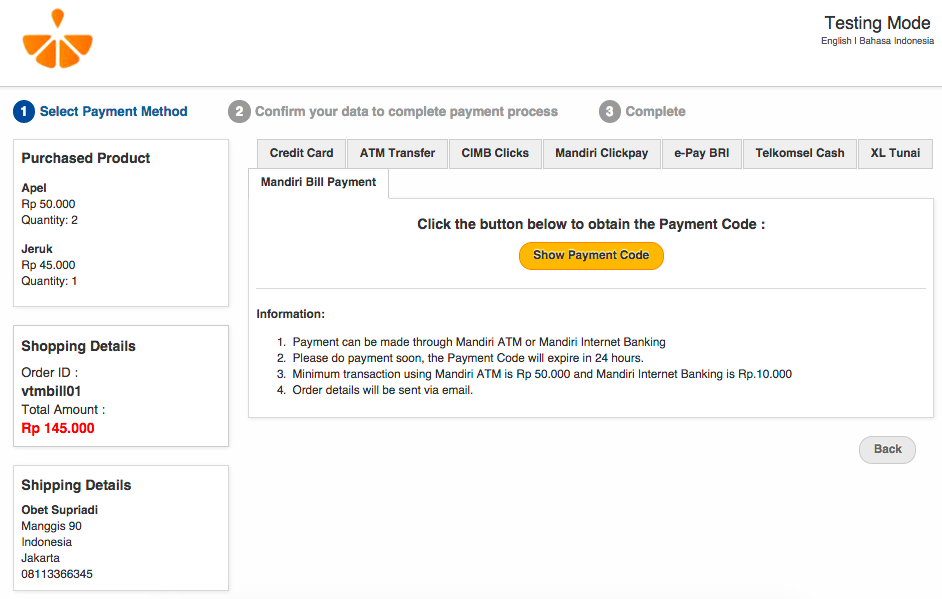 Testing Mode
English | Bahasa Indonesia
1 Select Payment Method
2 Confirm your data to complete payment process
3 Complete
Purchased Product
Apel
Rp 50.000
Quantity: 2
Jeruk
Rp 45.000
Quantity: 1
Shopping Details
Order ID :
vtmbill01
Total Amount :
Rp 145.000
Shipping Details
Obet Supriadi
Manggis 90
Indonesia
Jakarta
08113366345
Credit Card ATM Transfer CIMB Clicks Mandiri Clickpay e-Pay BRI Telkomsel Cash XL Tunai
Mandiri Bill Payment
Click the button below to obtain the Payment Code :
Show Payment Code
Information:
1. Payment can be made through Mandiri ATM or Mandiri Internet Banking
2. Please do payment soon, the Payment Code will expire in 24 hours.
3. Minimum transaction using Mandiri ATM is Rp 50.000 and Mandiri Internet Banking is Rp.10.000
4. Order details will be sent via email.
Back